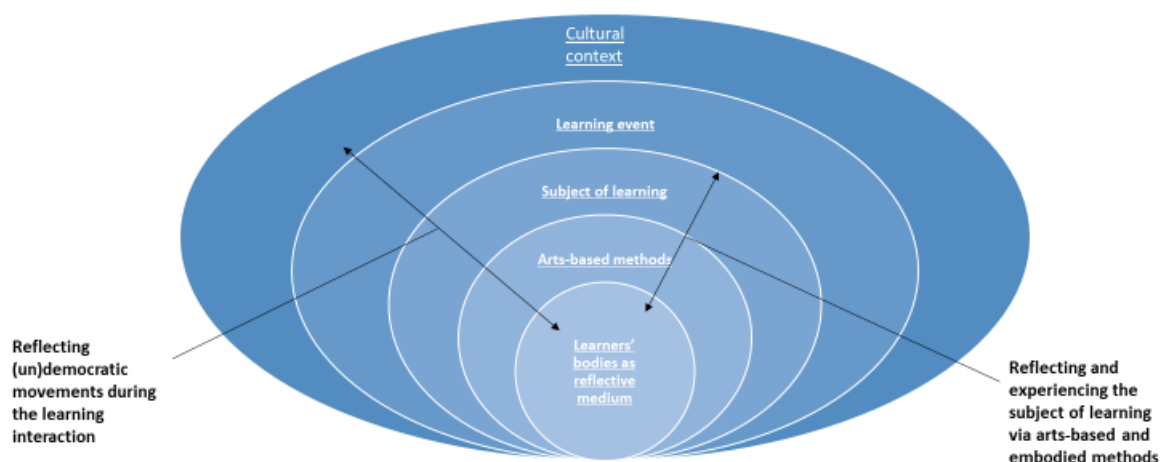 Cultural
context
Learning event
Subject of learning
Arts-based methods
Learners’
bodies as
reflective
medium
Reflecting
(un)democratic
movements during
the learning
interaction
Reflecting and
experiencing the
subject of learning
via arts-based and
embodied methods